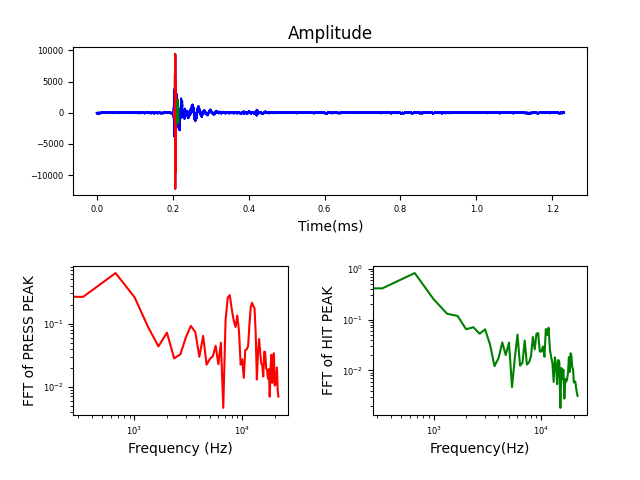 Amplitude
10000
5000
0
−5000
−10000
0.0 0.2 0.4 0.6 0.8 1.0 1.2
Time(ms)
FFT of PRESS PEAK
10⁻¹
10⁻²
10³ 10⁴
Frequency (Hz)
FFT of HIT PEAK
10⁰
10⁻¹
10⁻²
10³ 10⁴
Frequency(Hz)